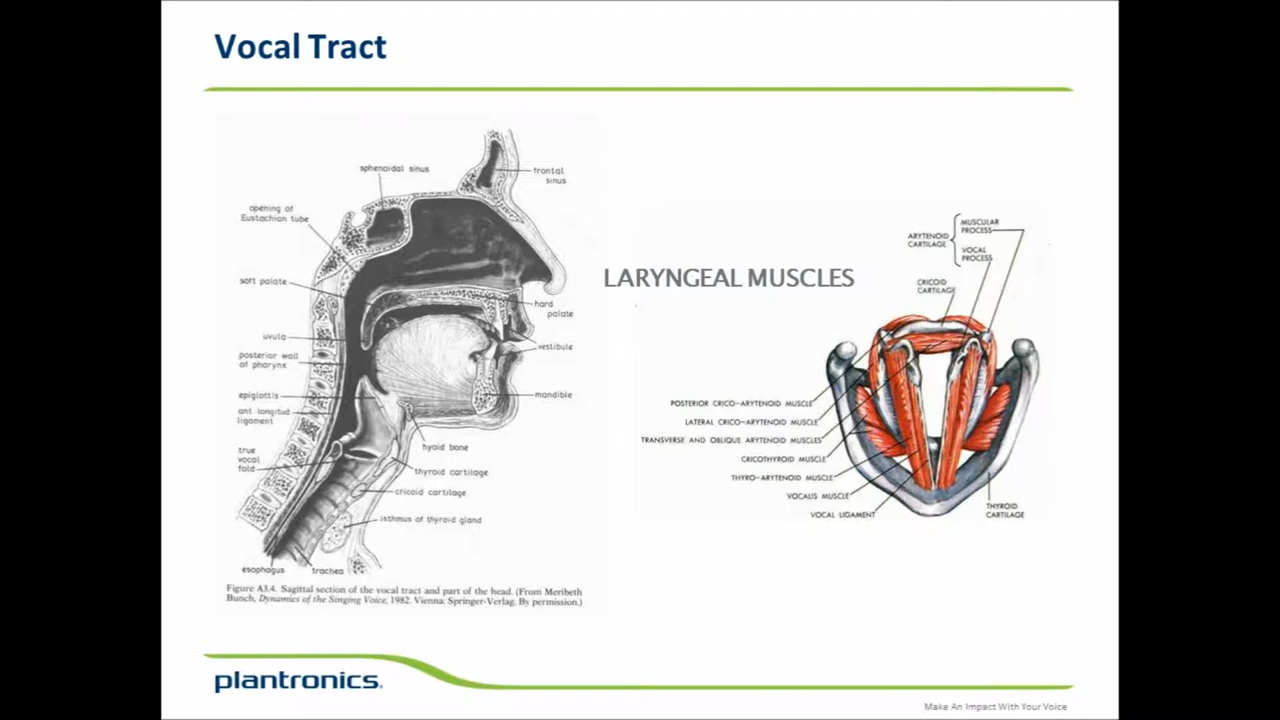 Vocal Tract
sphenoidal sinus
frontal
sinus
opening of
Eustachian tube
soft palate
hard
palate
uvula
vestibule
posterior wall
of pharynx
epiglottis
mandible
ant. longitud
ligament
hyoid bone
true
vocal
fold
thyroid cartilage
cricoid cartilage
isthmus of thyroid gland
esophagus
trachea
Figure A3.4. Sagittal section of the vocal tract and part of the head. (From Meribeth
Bunch, Dynamics of the Singing Voice, 1982. Vienna: Springer-Verlag. By permission.)
LARYNGEAL MUSCLES
MUSCULAR
PROCESS
ARYTENOID
CARTILAGE
VOCAL
PROCESS
CRICOID
CARTILAGE
POSTERIOR CRICO-ARYTENOID MUSCLE
LATERAL CRICO-ARYTENOID MUSCLE
TRANSVERSE AND OBLIQUE ARYTENOID MUSCLES
CRICOTHYROID MUSCLE
THYRO-ARYTENOID MUSCLE
VOCALIS MUSCLE
VOCAL LIGAMENT
THYROID
CARTILAGE
plantronics®
Make An Impact With Your Voice